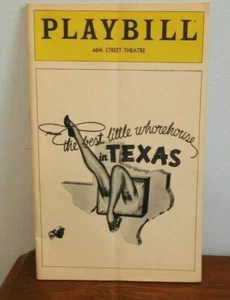 PLAYBILL
46th STREET THEATRE
the best little whorehouse
in TEXAS